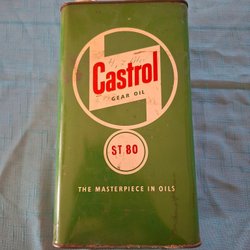 Castrol
GEAR OIL
ST 80
THE MASTERPIECE IN OILS